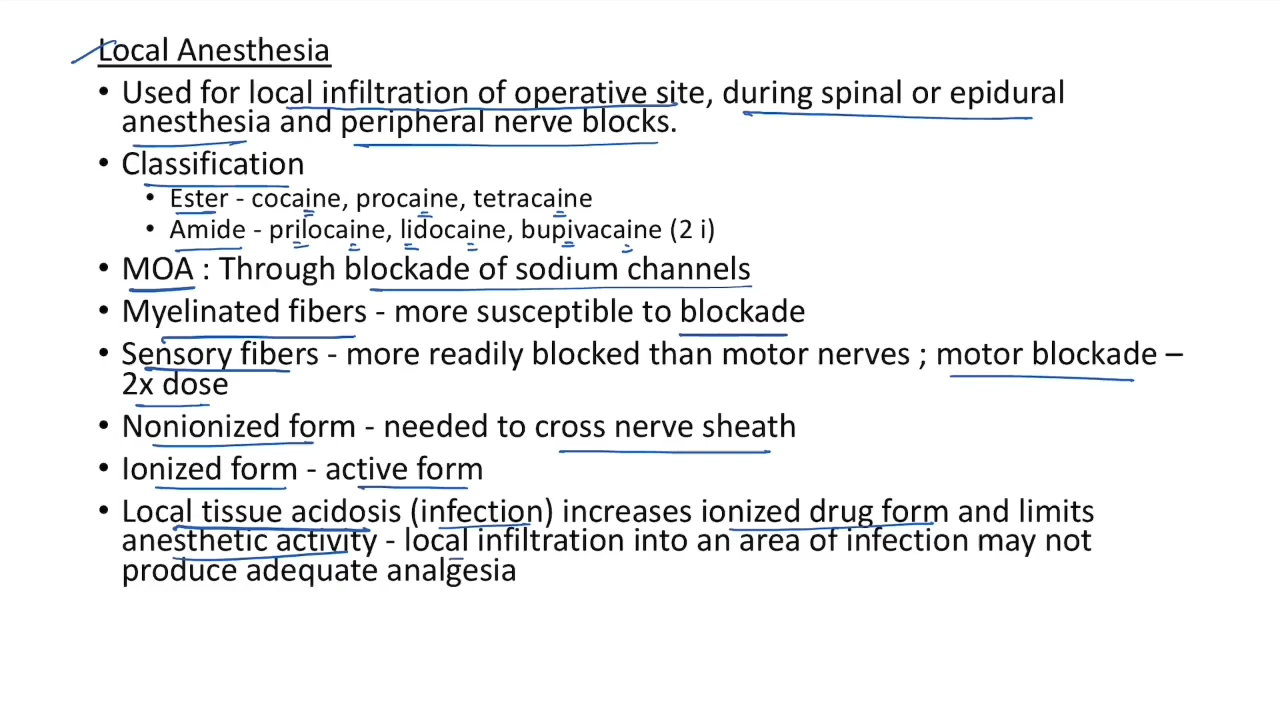 Local Anesthesia
• Used for local infiltration of operative site, during spinal or epidural
anesthesia and peripheral nerve blocks.
• Classification
• Ester - cocaine, procaine, tetracaine
• Amide - prilocaine, lidocaine, bupivacaine (2 i)
• MOA : Through blockade of sodium channels
• Myelinated fibers - more susceptible to blockade
• Sensory fibers - more readily blocked than motor nerves ; motor blockade –
2x dose
• Nonionized form - needed to cross nerve sheath
• Ionized form - active form
• Local tissue acidosis (infection) increases ionized drug form and limits
anesthetic activity - local infiltration into an area of infection may not
produce adequate analgesia